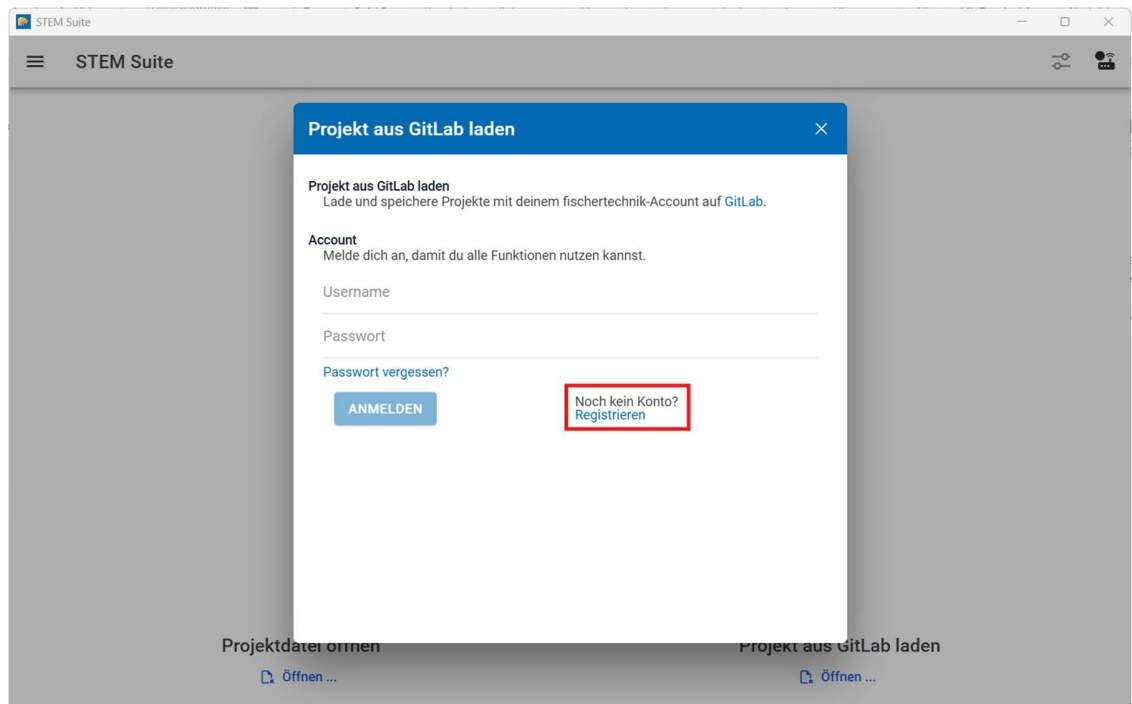 STEM Suite
STEM Suite
Projekt aus GitLab laden
Projekt aus GitLab laden
Lade und speichere Projekte mit deinem fischertechnik-Account auf GitLab.
Account
Melde dich an, damit du alle Funktionen nutzen kannst.
Username
Passwort
Passwort vergessen?
ANMELDEN
Noch kein Konto?
Registrieren
Projektdatei öffnen
Öffnen ...
Projekt aus GitLab laden
Öffnen ...